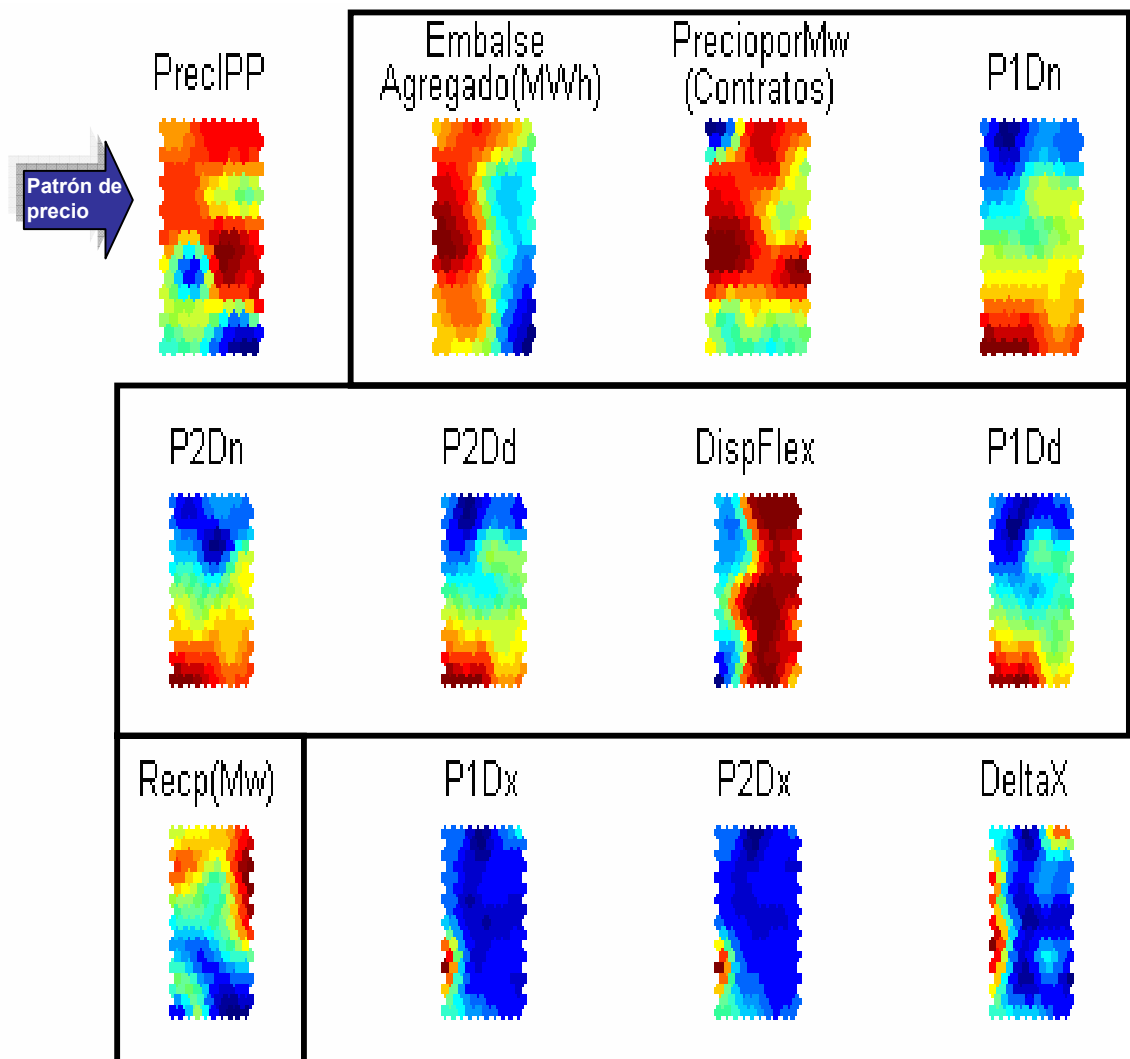 PrecIPP
Embalse
Agregado(MWh)
PrecioporMw
(Contratos)
P1Dn
Patrón de
precio
P2Dn
P2Dd
DispFlex
P1Dd
Recp(Mw)
P1Dx
P2Dx
DeltaX